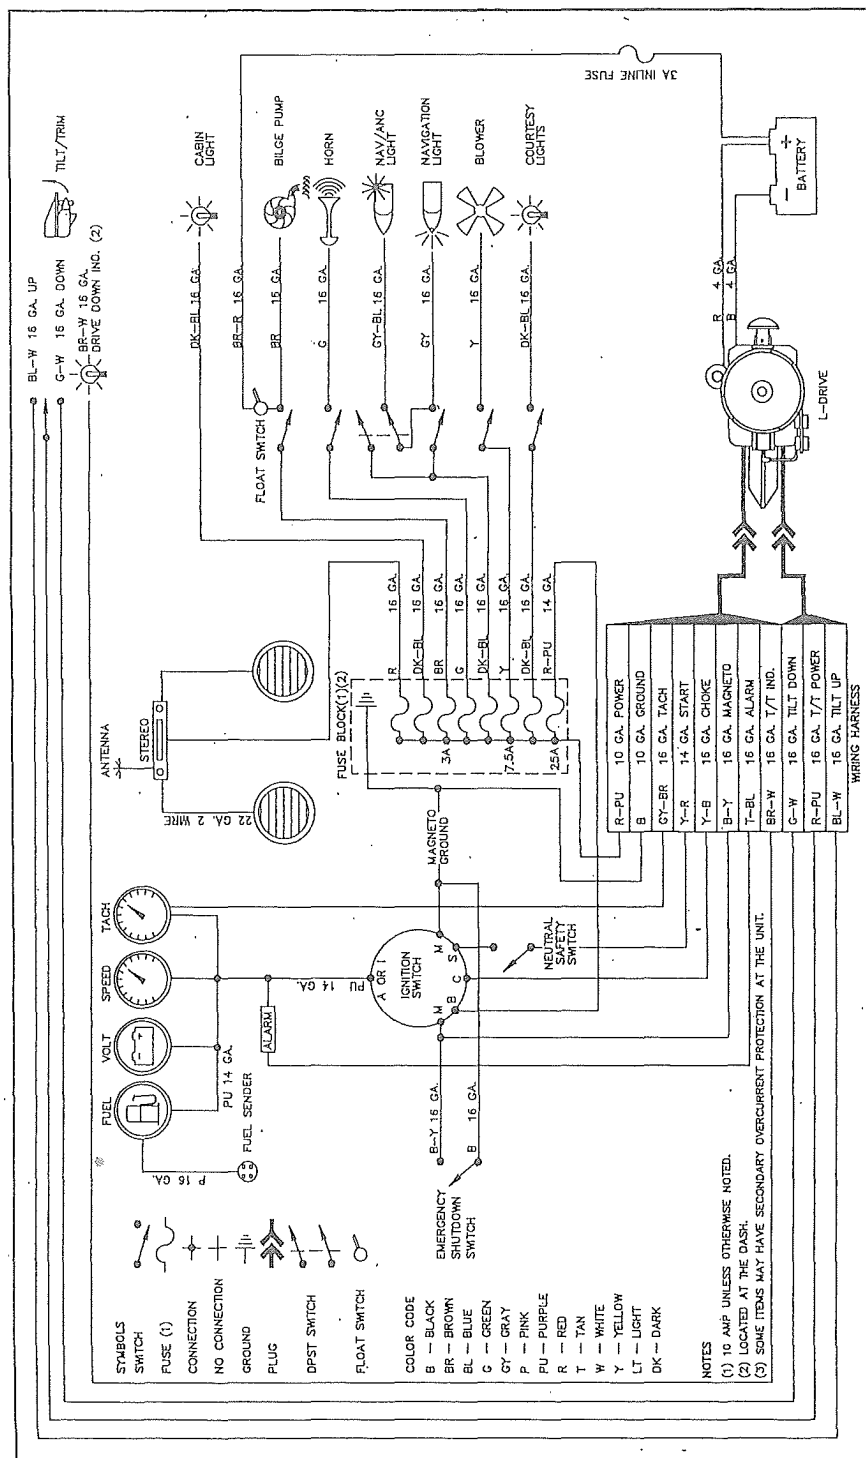 BL-W 16 GA. UP
G-W 16 GA. DOWN
TILT/TRIM
BR-W 16 GA.
DRIVE DOWN IND. (2)
ANTENNA
STEREO
22 GA. 2 WIRE
TACH
SPEED
VOLT
FUEL
PU 14 GA.
P 16 GA.
FUEL SENDER
ALARM
PU 14 GA.
A OR I
IGNITION
SWITCH
M
S
C
B
M
MAGNETO
GROUND
NEUTRAL
SAFETY
SWITCH
B-Y 16 GA.
B 16 GA.
EMERGENCY
SHUTDOWN
SWITCH
DK-BL 16 GA.
CABIN
LIGHT
BR-R 16 GA.
FLOAT SWITCH
BR 16 GA.
BILGE PUMP
G 16 GA.
HORN
GY-BL 16 GA.
NAV/ANC
LIGHT
GY 16 GA.
NAVIGATION
LIGHT
Y 16 GA.
BLOWER
DK-BL 16 GA.
COURTESY
LIGHTS
FUSE BLOCK(1)(2)
R 16 GA.
DK-BL 16 GA.
3A BR 16 GA.
G 16 GA.
DK-BL 16 GA.
7.5A Y 16 GA.
DK-BL 16 GA.
25A R-PU 14 GA.
3A INLINE FUSE
BATTERY
- +
R 4 GA.
B 4 GA.
L-DRIVE
R-PU 10 GA. POWER
B 10 GA. GROUND
GY-BR 16 GA. TACH
Y-R 14 GA. START
Y-B 16 GA. CHOKE
B-Y 16 GA. MAGNETO
T-BL 16 GA. ALARM
BR-W 16 GA. T/T IND.
G-W 16 GA. TILT DOWN
R-PU 16 GA. T/T POWER
BL-W 16 GA. TILT UP
WIRING HARNESS
SYMBOLS
SWITCH
FUSE (1)
CONNECTION
NO CONNECTION
GROUND
PLUG
DPST SWITCH
FLOAT SWITCH
COLOR CODE
B — BLACK
BR — BROWN
BL — BLUE
G — GREEN
GY — GRAY
P — PINK
PU — PURPLE
R — RED
T — TAN
W — WHITE
Y — YELLOW
LT — LIGHT
DK — DARK
NOTES
(1) 10 AMP UNLESS OTHERWISE NOTED.
(2) LOCATED AT THE DASH.
(3) SOME ITEMS MAY HAVE SECONDARY OVERCURRENT PROTECTION AT THE UNIT.